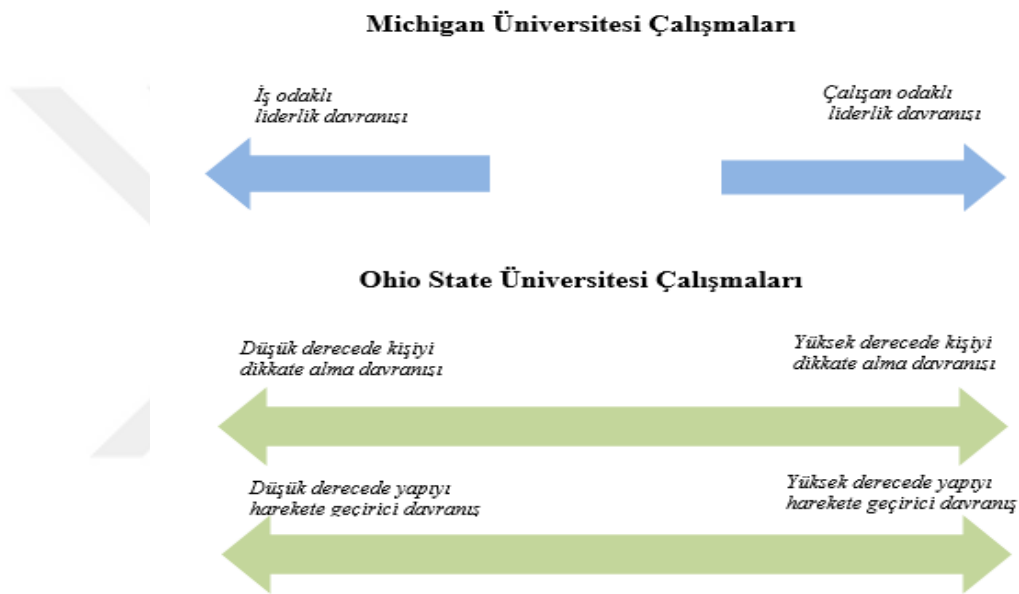 Michigan Üniversitesi Çalışmaları
İş odaklı
liderlik davranışı
Çalışan odaklı
liderlik davranışı
Ohio State Üniversitesi Çalışmaları
Düşük derecede kişiyi
dikkate alma davranışı
Yüksek derecede kişiyi
dikkate alma davranışı
Düşük derecede yapıyı
harekete geçirici davranış
Yüksek derecede yapıyı
harekete geçirici davranış